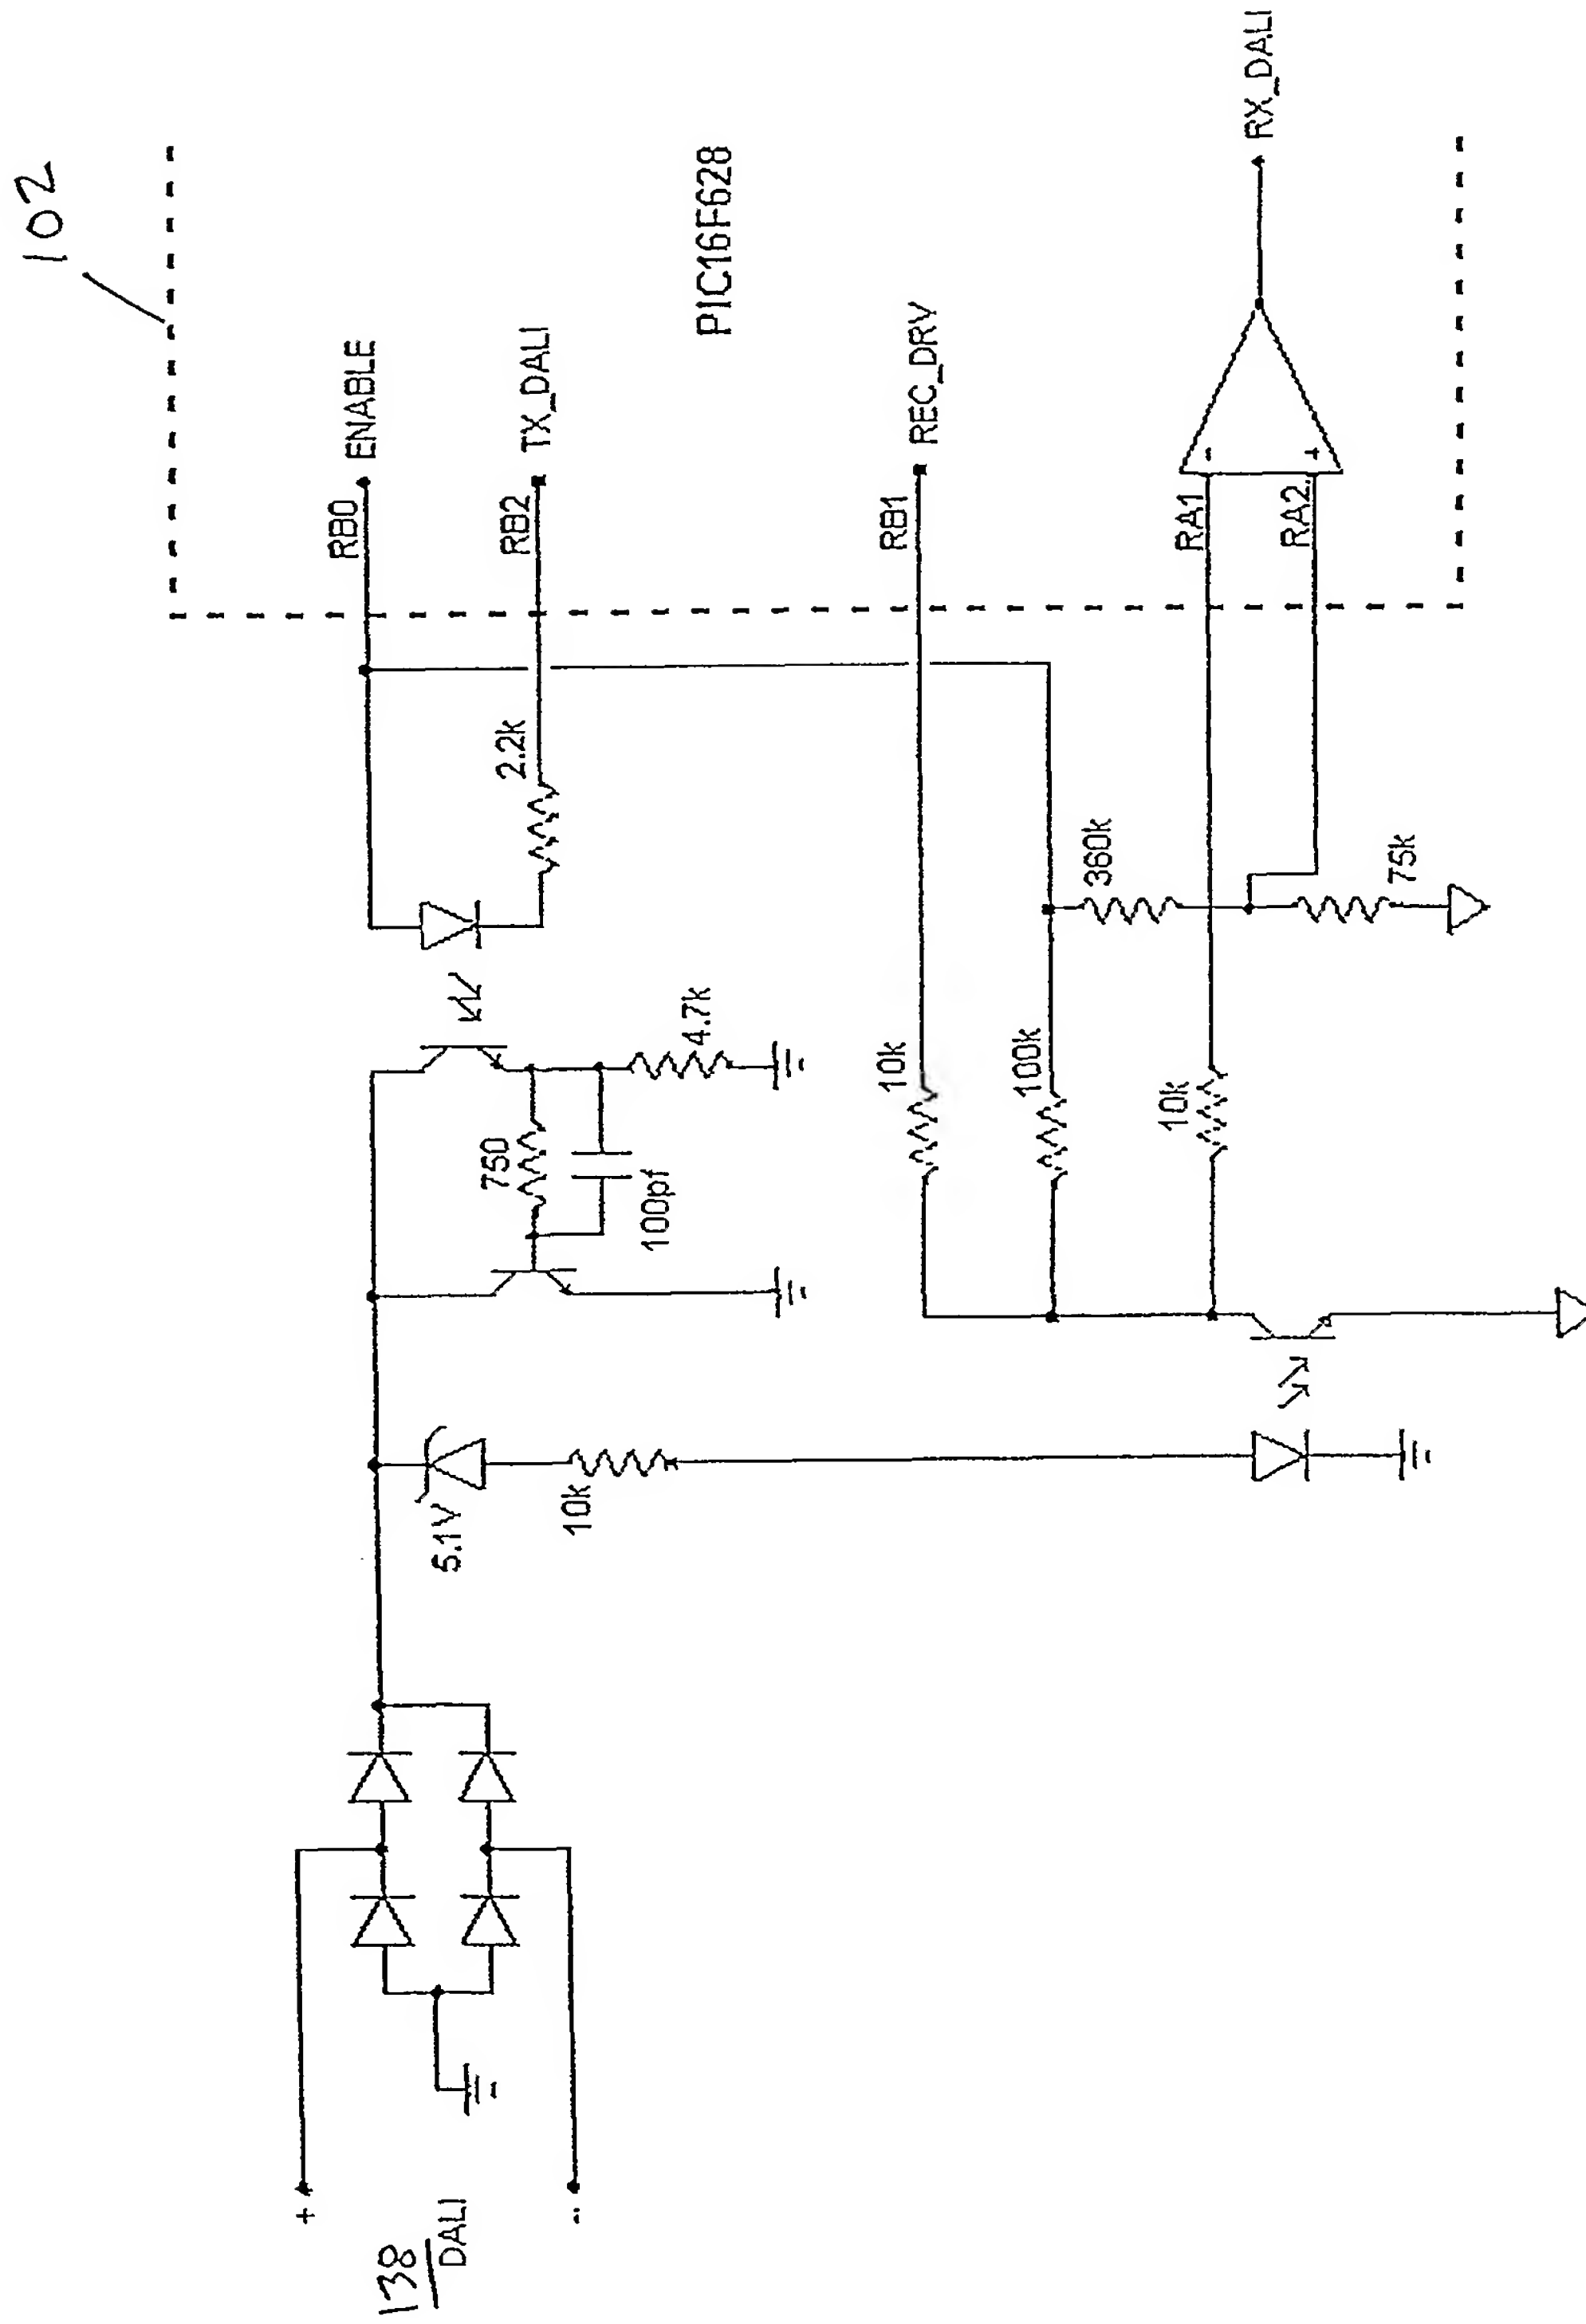 102
138
DALI
+
-
5.1V
10k
750
100pf
4.7k
2.2k
RB0
ENABLE
RB2
TX_DALI
PIC16F628
10k
RB1
REC_DRV
100k
360k
10k
75k
RA1
-
RA2
+
RX_DALI